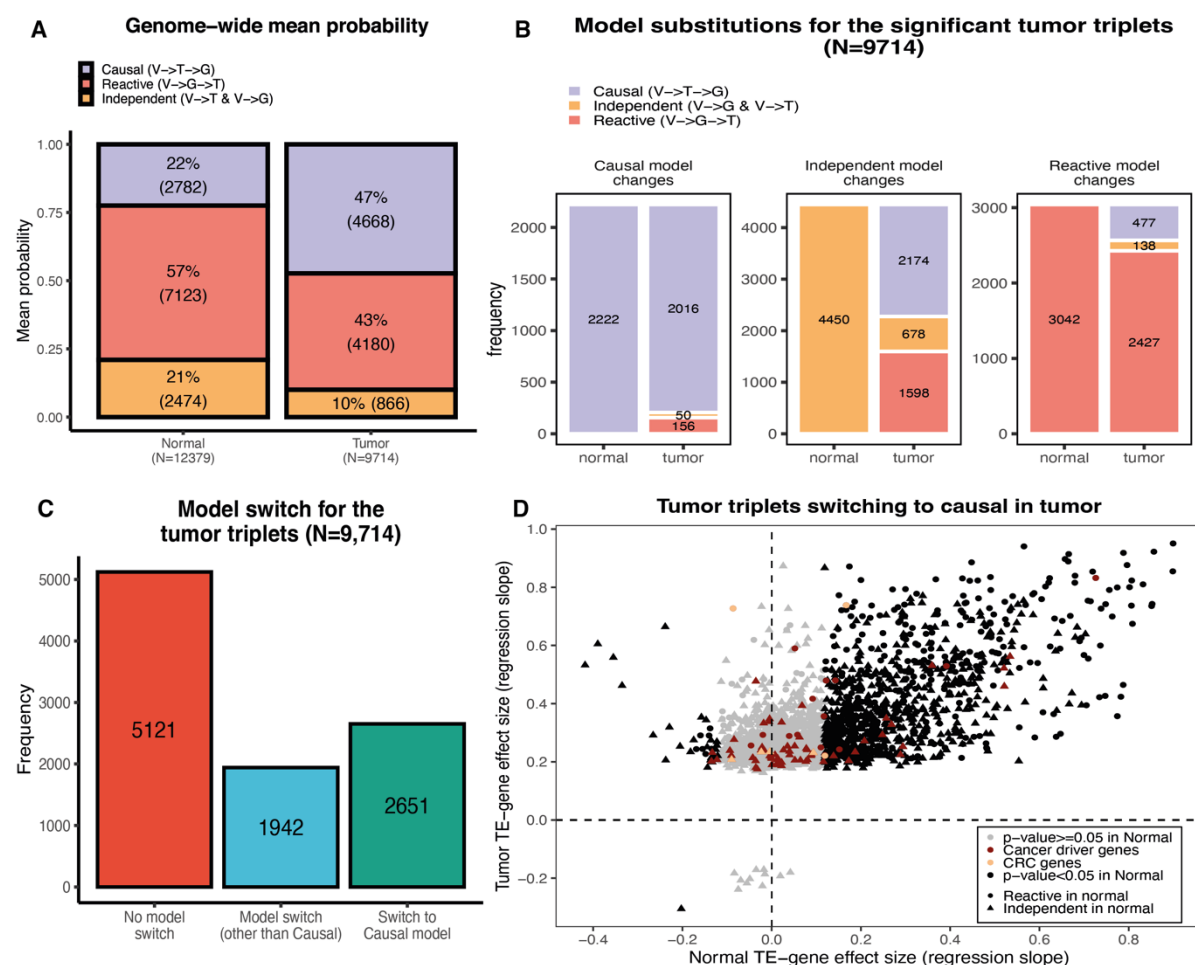 A
Genome-wide mean probability
Causal (V->T->G)
Reactive (V->G->T)
Independent (V->T & V->G)
Mean probability
1.00
0.75
0.50
0.25
0.00
22%
(2782)
57%
(7123)
21%
(2474)
47%
(4668)
43%
(4180)
10% (866)
Normal
(N=12379)
Tumor
(N=9714)
B
Model substitutions for the significant tumor triplets
(N=9714)
Causal (V->T->G)
Independent (V->G & V->T)
Reactive (V->G->T)
frequency
Causal model
changes
2000
1500
1000
500
0
2222
2016
50
156
normal
tumor
Independent model
changes
4000
3000
2000
1000
0
4450
2174
678
1598
normal
tumor
Reactive model
changes
3000
2000
1000
0
3042
477
138
2427
normal
tumor
C
Model switch for the
tumor triplets (N=9,714)
Frequency
5000
4000
3000
2000
1000
0
5121
1942
2651
No model
switch
Model switch
(other than Causal)
Switch to
Causal model
D
Tumor triplets switching to causal in tumor
Tumor TE-gene effect size (regression slope)
1.0
0.8
0.6
0.4
0.2
0.0
-0.2
p-value>=0.05 in Normal
Cancer driver genes
CRC genes
p-value<0.05 in Normal
Reactive in normal
Independent in normal
-0.4
-0.2
0.0
0.2
0.4
0.6
0.8
Normal TE-gene effect size (regression slope)